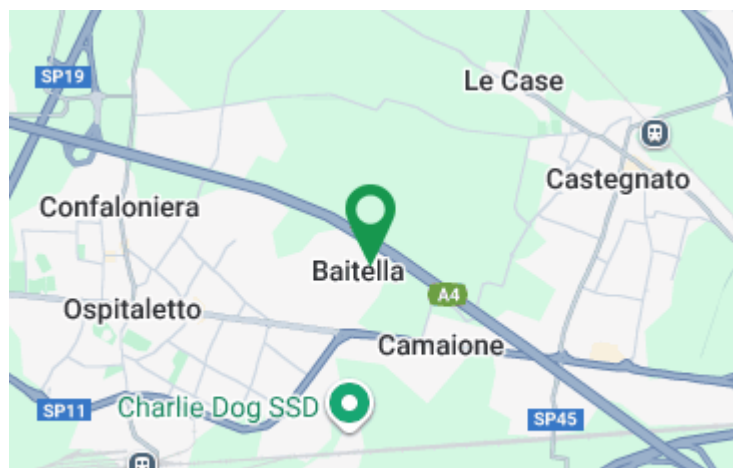 SP19
Le Case
Castegnato
Confaloniera
Baitella
A4
Ospitaletto
Camaione
Charlie Dog SSD
SP11
SP45